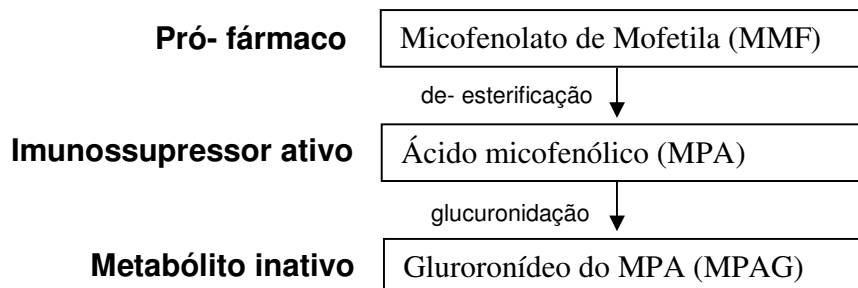 Pró- fármaco
Micofenolato de Mofetila (MMF)
de- esterificação
Imunossupressor ativo
Ácido micofenólico (MPA)
glucuronidação
Metabólito inativo
Gluroronídeo do MPA (MPAG)